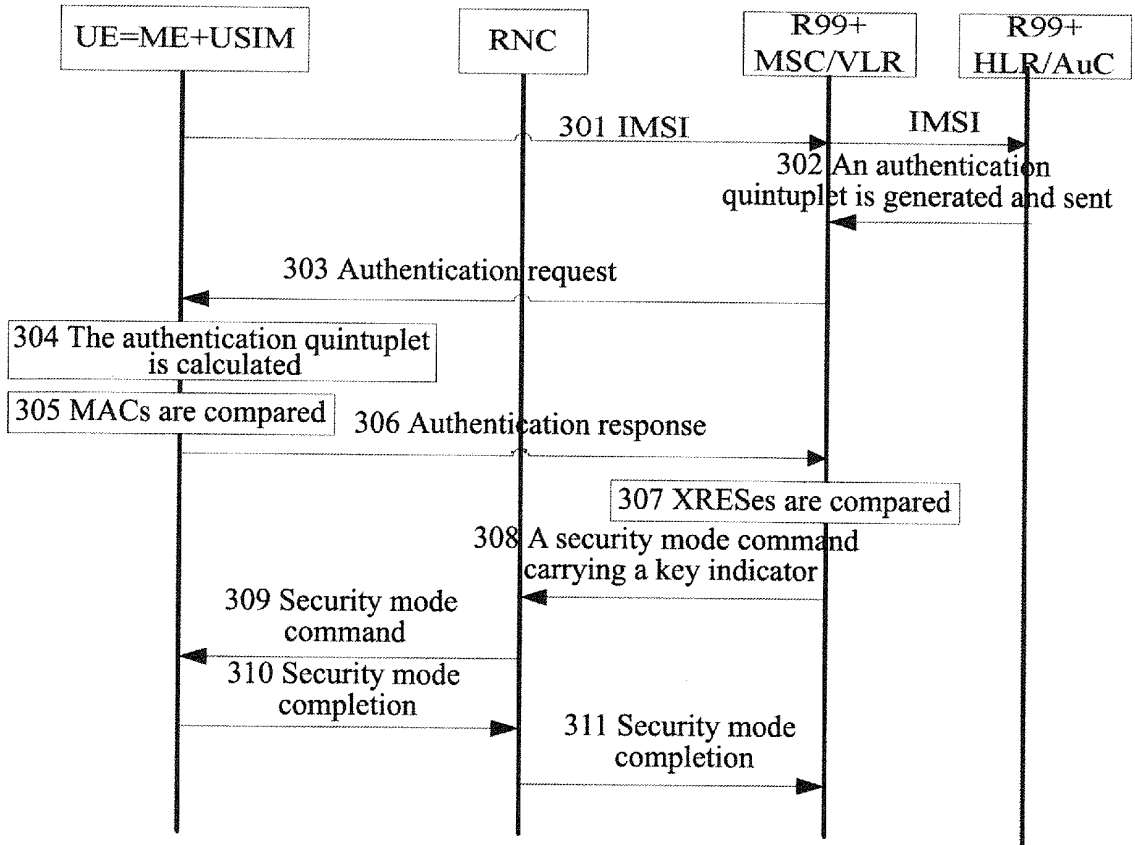 UE=ME+USIM
RNC
R99+
MSC/VLR
R99+
HLR/AuC
301 IMSI
IMSI
302 An authentication
quintuplet is generated and sent
303 Authentication request
304 The authentication quintuplet
is calculated
305 MACs are compared
306 Authentication response
307 XRESes are compared
308 A security mode command
carrying a key indicator
309 Security mode
command
310 Security mode
completion
311 Security mode
completion